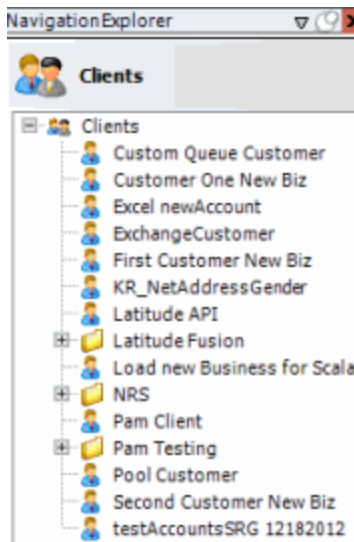 NavigationExplorer
Clients
Clients
Custom Queue Customer
Customer One New Biz
Excel newAccount
ExchangeCustomer
First Customer New Biz
KR_NetAddressGender
Latitude API
Latitude Fusion
Load new Business for Scala
NRS
Pam Client
Pam Testing
Pool Customer
Second Customer New Biz
testAccountsSRG 12182012